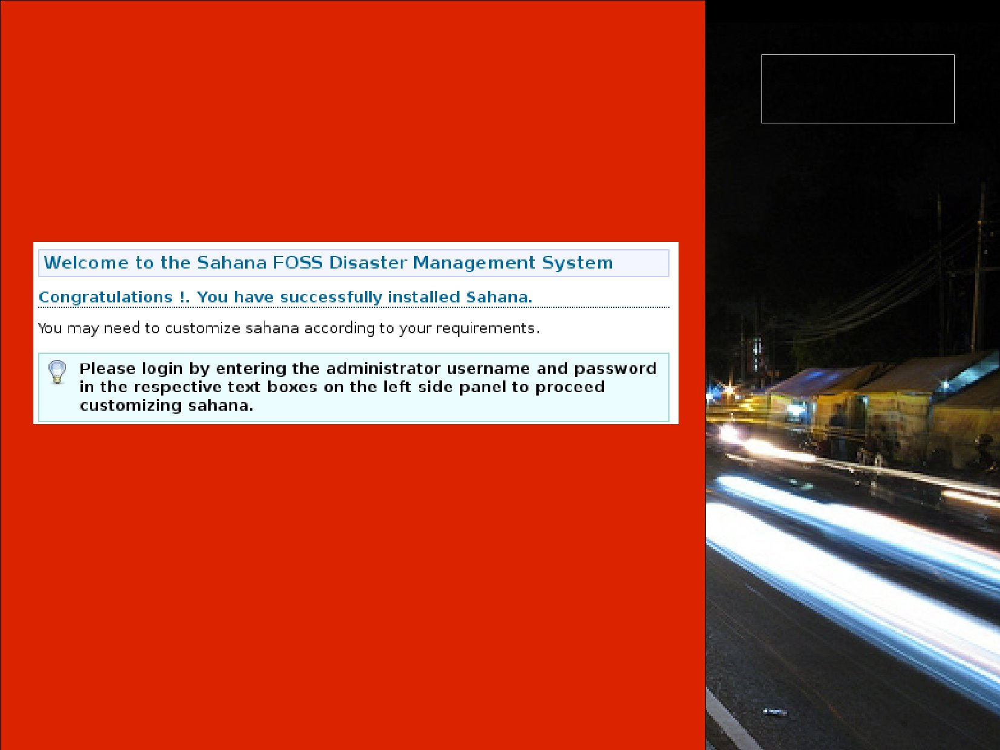 Welcome to the Sahana FOSS Disaster Management System
Congratulations !. You have successfully installed Sahana.
You may need to customize sahana according to your requirements.
Please login by entering the administrator username and password
in the respective text boxes on the left side panel to proceed
customizing sahana.